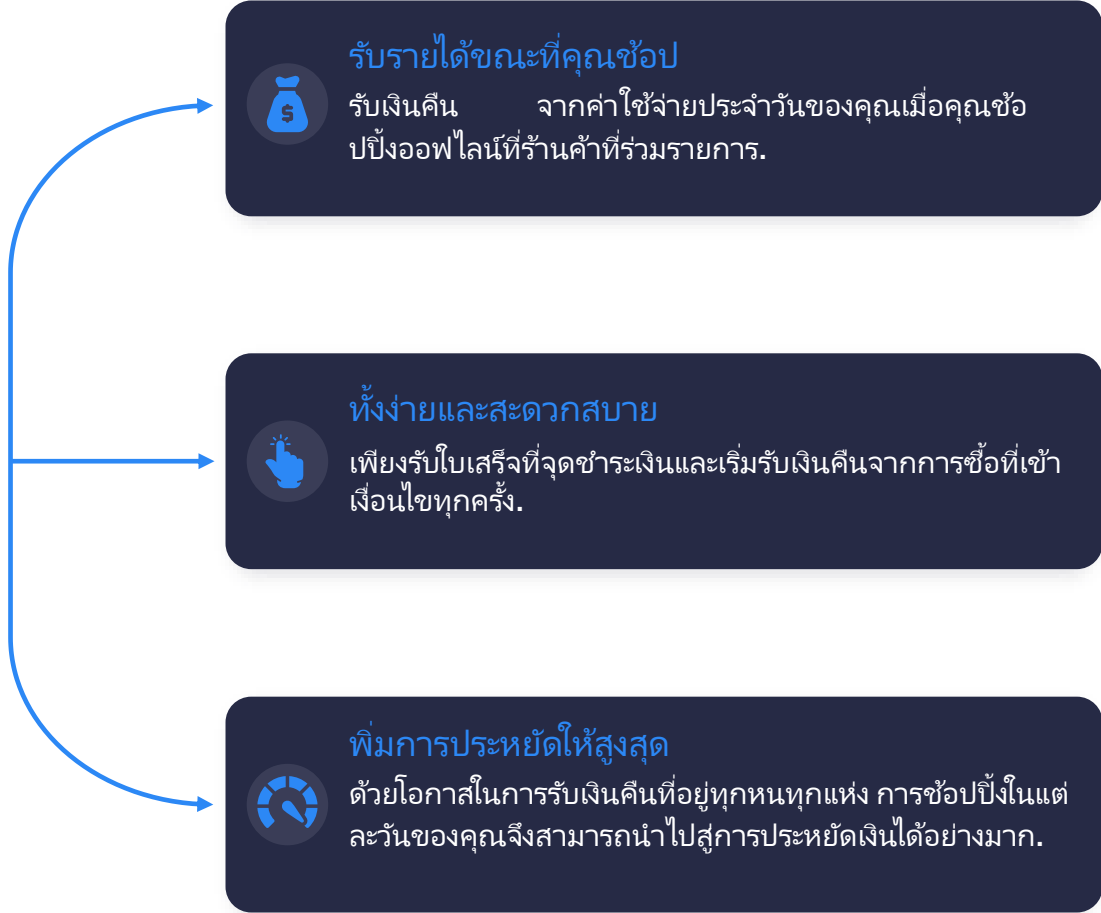 รับรายได้ขณะที่คุณช้อป
รับเงินคืน จากค่าใช้จ่ายประจำวันของคุณเมื่อคุณช้อ
ปปิ้งออฟไลน์ที่ร้านค้าที่ร่วมรายการ.
ทั้งง่ายและสะดวกสบาย
เพียงรับใบเสร็จที่จุดชำระเงินและเริ่มรับเงินคืนจากการซื้อที่เข้า
เงื่อนไขทุกครั้ง.
พิ่มการประหยัดให้สูงสุด
ด้วยโอกาสในการรับเงินคืนที่อยู่ทุกหนทุกแห่ง การช้อปปิ้งในแต่
ละวันของคุณจึงสามารถนำไปสู่การประหยัดเงินได้อย่างมาก.